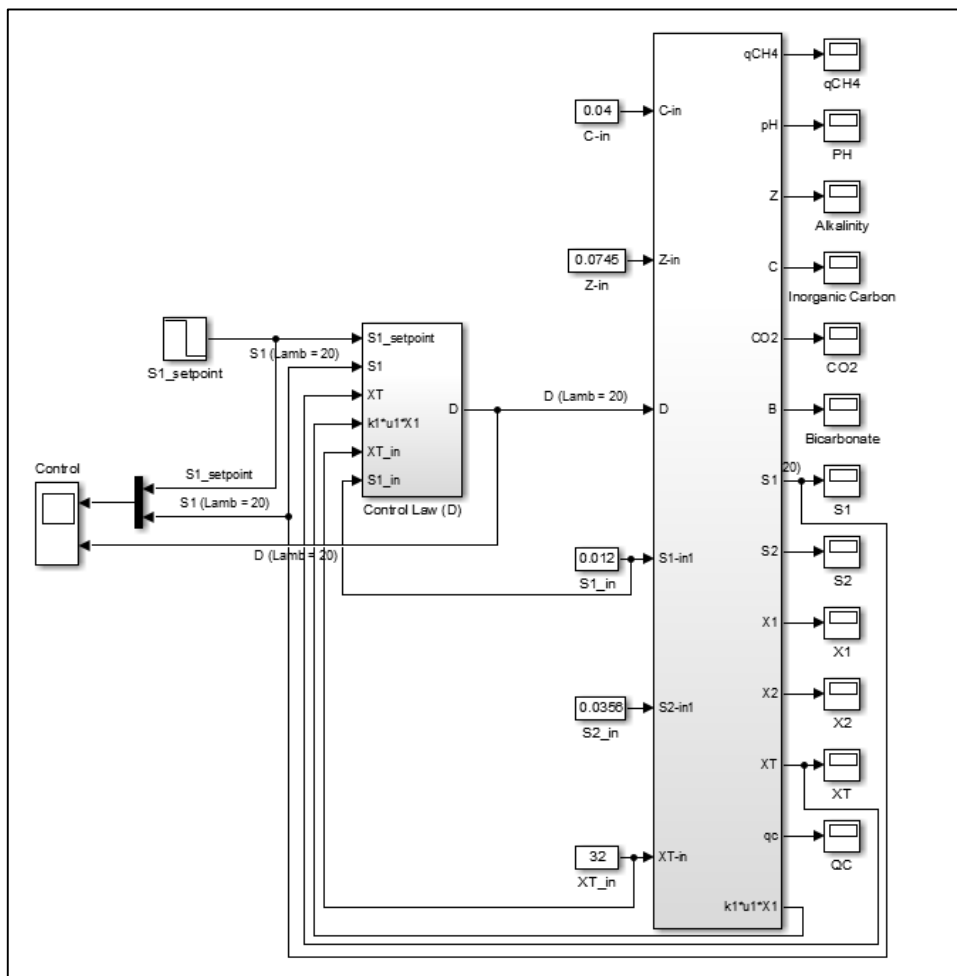 qCH4
qCH4
0.04
C-in
C-in
pH
PH
Z
Alkalinity
0.0745
Z-in
Z-in
C
Inorganic Carbon
S1_setpoint
S1 (Lamb = 20)
S1_setpoint
S1
XT
k1*u1*X1
XT_in
S1_in
D
Control Law (D)
D (Lamb = 20)
D
CO2
CO2
B
Bicarbonate
Control
S1_setpoint
S1 (Lamb = 20)
D (Lamb = 20)
S1
20)
S1
0.012
S1_in
S1-in1
S2
S2
X1
X1
0.0356
S2_in
S2-in1
X2
X2
XT
XT
qc
QC
32
XT_in
XT-in
k1*u1*X1